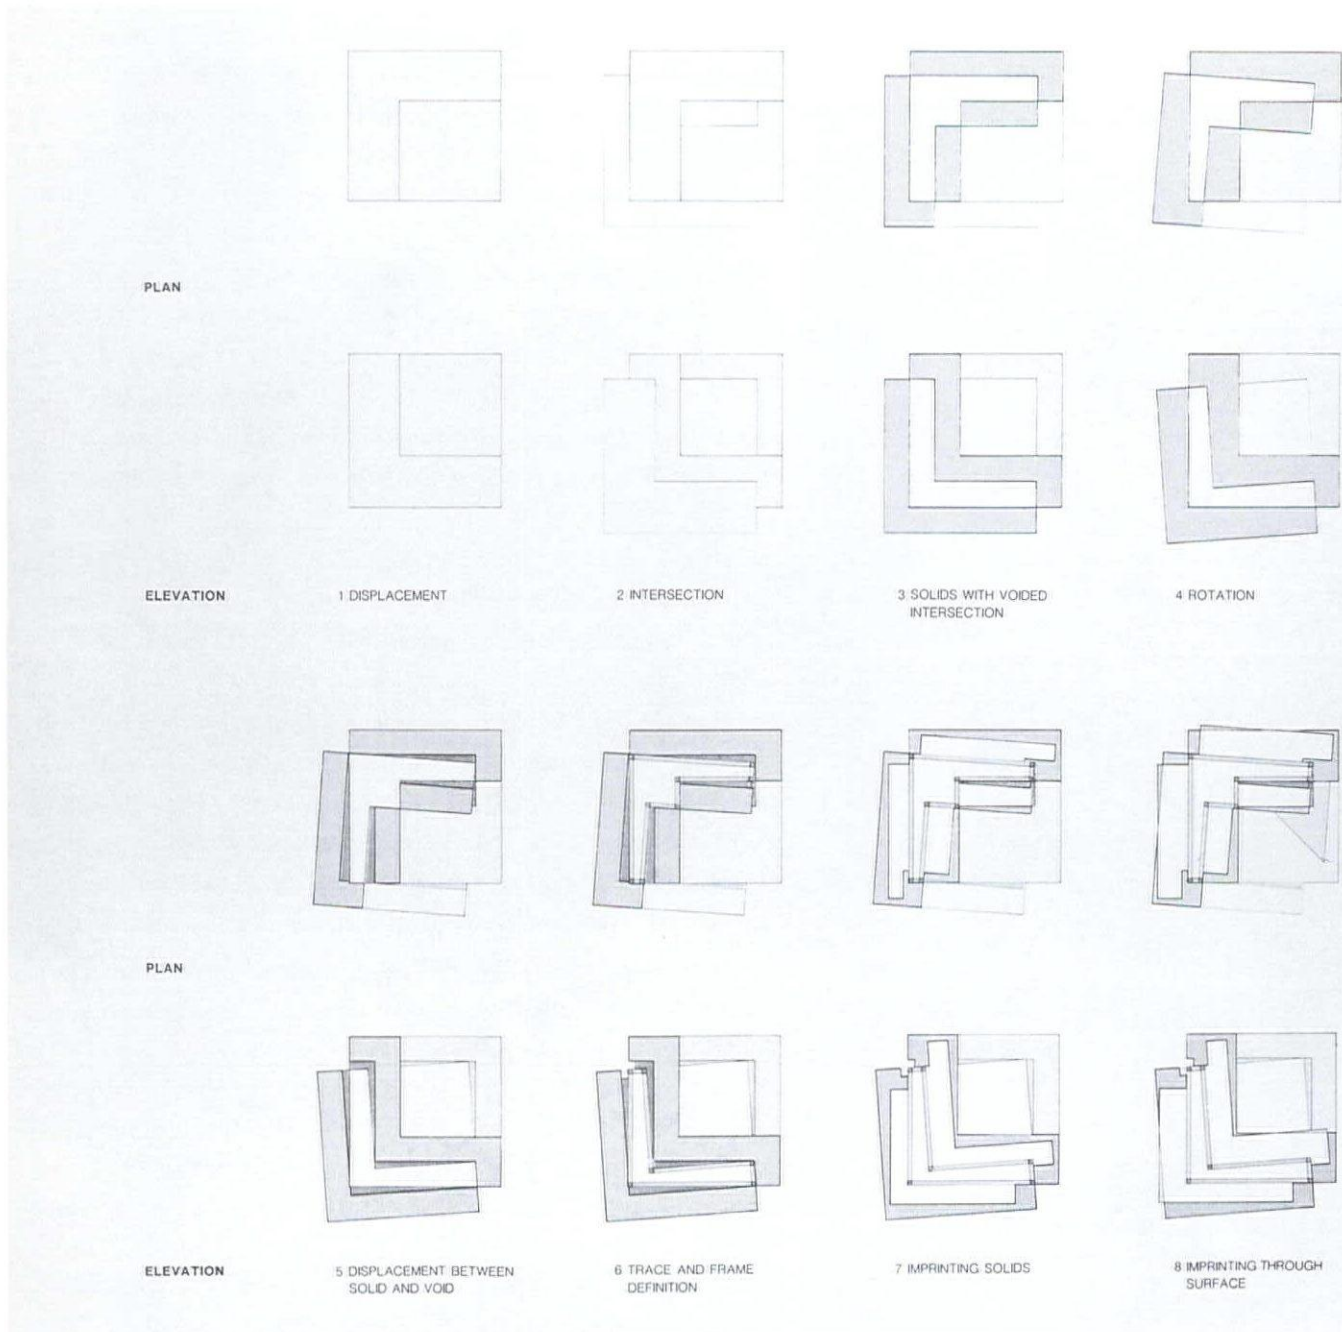 PLAN
ELEVATION
1 DISPLACEMENT
2 INTERSECTION
3 SOLIDS WITH VOIDED
INTERSECTION
4 ROTATION
PLAN
ELEVATION
5 DISPLACEMENT BETWEEN
SOLID AND VOID
6 TRACE AND FRAME
DEFINITION
7 IMPRINTING SOLIDS
8 IMPRINTING THROUGH
SURFACE